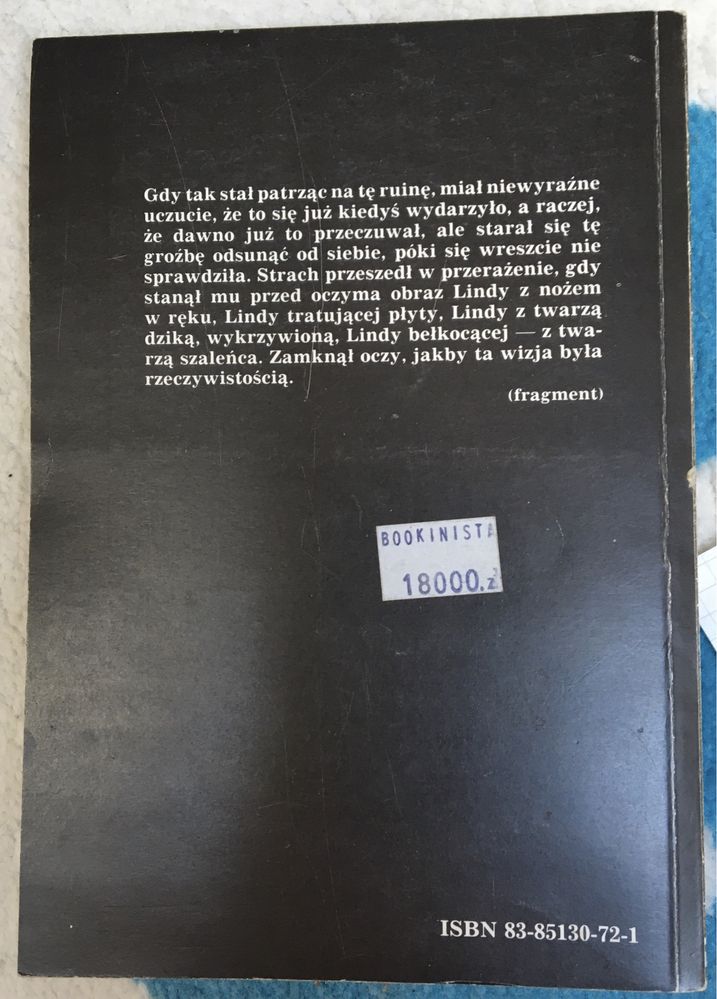 Gdy tak stał patrząc na tę ruinę, miał niewyraźne
uczucie, że to się już kiedyś wydarzyło, a raczej,
że dawno już to przeczuwał, ale starał się tę
groźbę odsunąć od siebie, póki się wreszcie nie
sprawdziła. Strach przeszedł w przerażenie, gdy
stanął mu przed oczyma obraz Lindy z nożem
w ręku, Lindy tratującej płyty, Lindy z twarzą
dziką, wykrzywioną, Lindy bełkocącej — z twa-
rzą szaleńca. Zamknął oczy, jakby ta wizja była
rzeczywistością.
(fragment)
BOOKINISTA
18000.zł
ISBN 83-85130-72-1